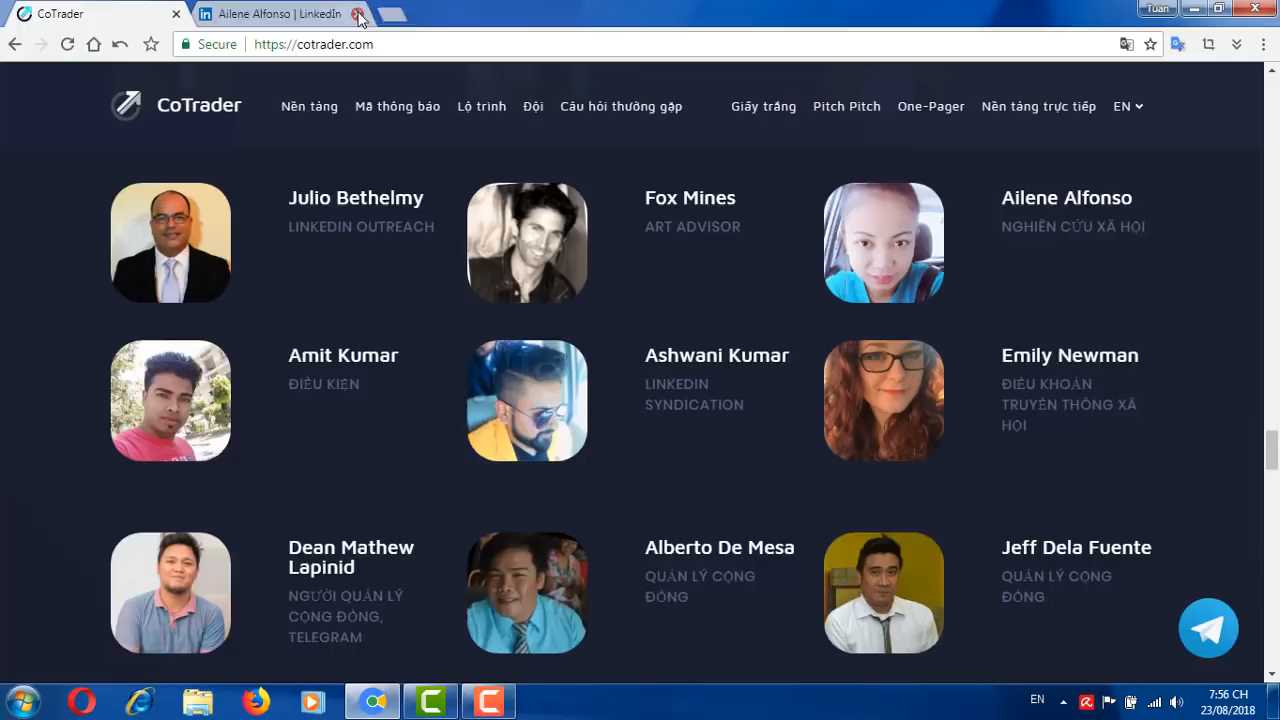 CoTrader
Ailene Alfonso | LinkedIn
Tuan
Secure
https://cotrader.com
CoTrader
Nền tảng
Mã thông báo
Lộ trình
Đội
Câu hỏi thường gặp
Giấy trắng
Pitch Pitch
One-Pager
Nền tảng trực tiếp
EN
Julio Bethelmy
LINKEDIN OUTREACH
Fox Mines
ART ADVISOR
Ailene Alfonso
NGHIÊN CỨU XÃ HỘI
Amit Kumar
ĐIỀU KIỆN
Ashwani Kumar
LINKEDIN
SYNDICATION
Emily Newman
ĐIỀU KHOẢN
TRUYỀN THÔNG XÃ
HỘI
Dean Mathew
Lapinid
NGƯỜI QUẢN LÝ
CỘNG ĐỒNG,
TELEGRAM
Alberto De Mesa
QUẢN LÝ CỘNG
ĐỒNG
Jeff Dela Fuente
QUẢN LÝ CỘNG
ĐỒNG
EN
7:56 CH
23/08/2018